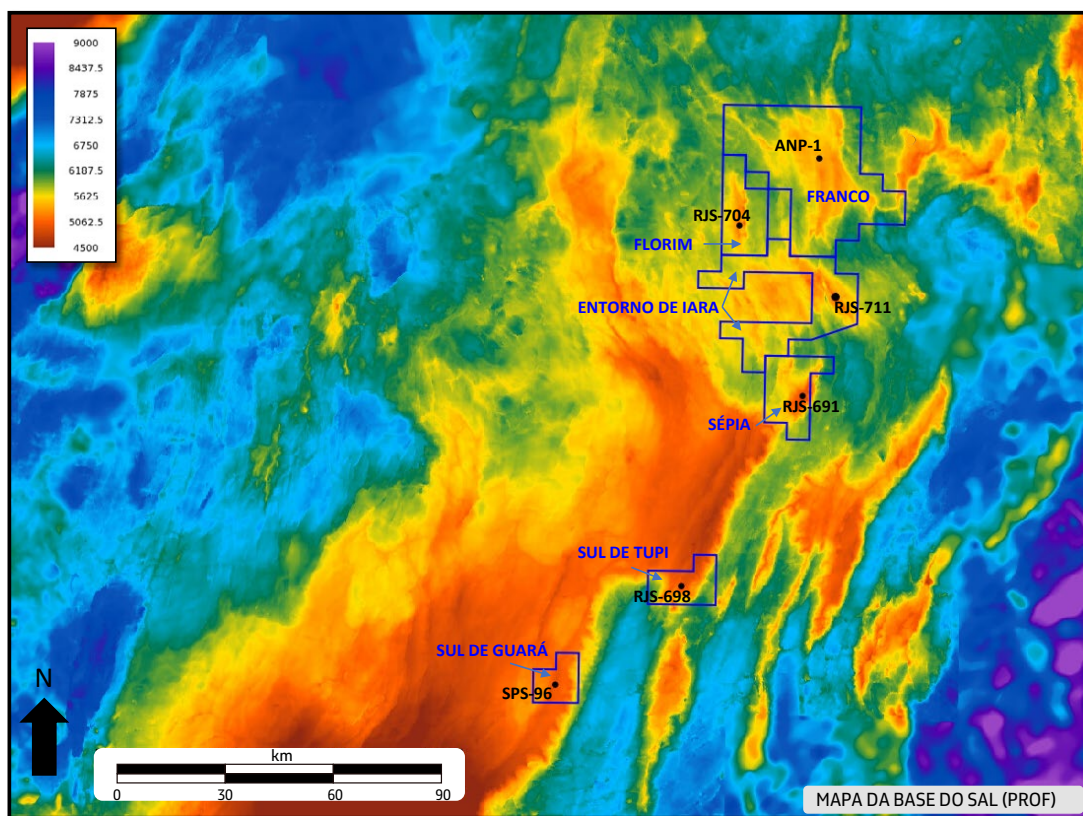 9000
8437.5
7875
7312.5
6750
6107.5
5625
5062.5
4500
ANP-1
FRANCO
RJS-704
FLORIM
ENTORNO DE IARA
RJS-711
RJS-691
SÉPIA
SUL DE TUPI
RJS-698
SUL DE GUARÁ
SPS-96
N
km
0 30 60 90
MAPA DA BASE DO SAL (PROF)